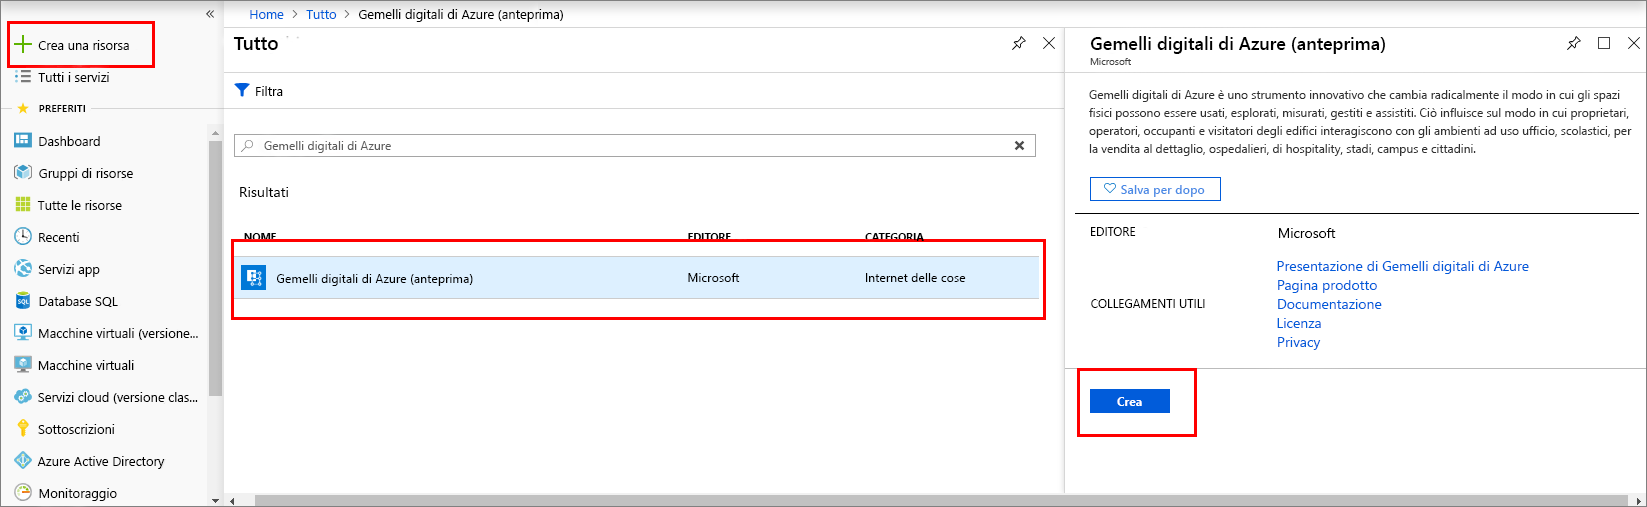 «
Crea una risorsa
Tutti i servizi
PREFERITI
Dashboard
Gruppi di risorse
Tutte le risorse
Recenti
Servizi app
Database SQL
Macchine virtuali (versione...
Macchine virtuali
Servizi cloud (versione clas...
Sottoscrizioni
Azure Active Directory
Monitoraggio
Home > Tutto > Gemelli digitali di Azure (anteprima)
Tutto
Filtra
Gemelli digitali di Azure
Risultati
NOME EDITORE CATEGORIA
Gemelli digitali di Azure (anteprima) Microsoft Internet delle cose
Gemelli digitali di Azure (anteprima)
Microsoft
Gemelli digitali di Azure è uno strumento innovativo che cambia radicalmente il modo in cui gli spazi
fisici possono essere usati, esplorati, misurati, gestiti e assistiti. Ciò influisce sul modo in cui proprietari,
operatori, occupanti e visitatori degli edifici interagiscono con gli ambienti ad uso ufficio, scolastici, per
la vendita al dettaglio, ospedalieri, di hospitality, stadi, campus e cittadini.
Salva per dopo
EDITORE Microsoft
COLLEGAMENTI UTILI
Presentazione di Gemelli digitali di Azure
Pagina prodotto
Documentazione
Licenza
Privacy
Crea